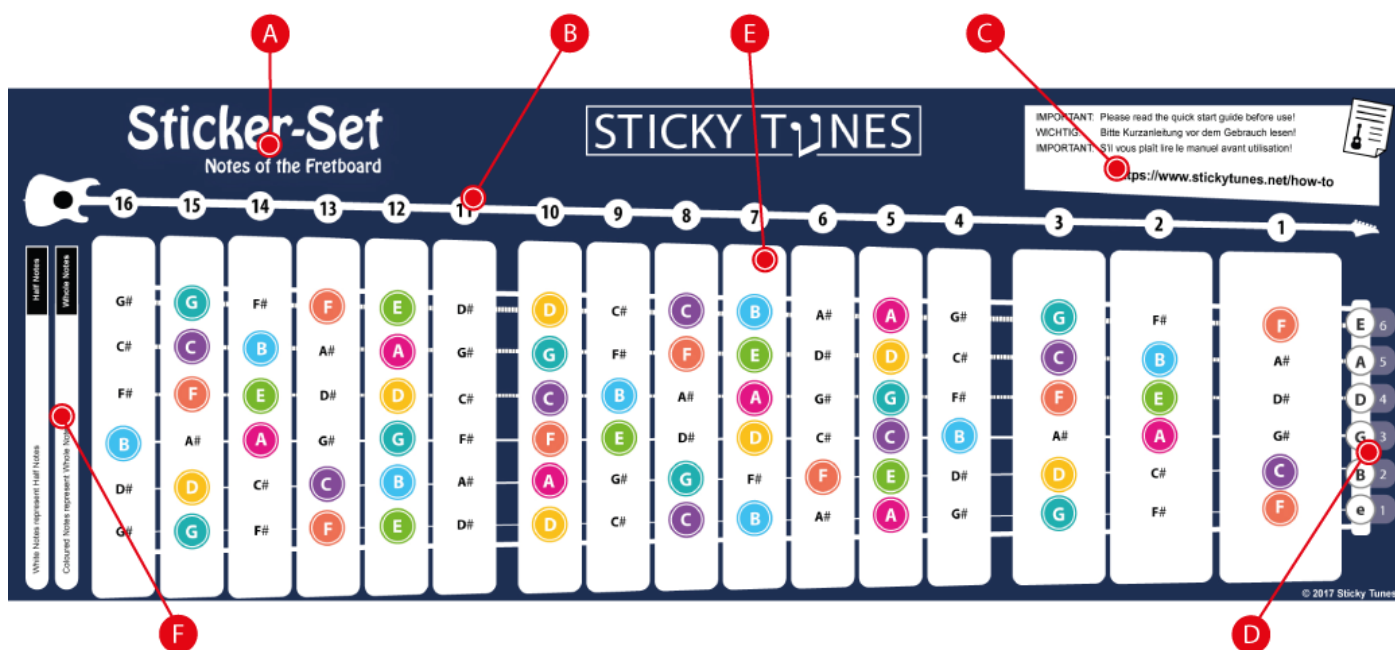 A
B
E
C
Sticker-Set
Notes of the Fretboard
STICKY TUNES
IMPORTANT: Please read the quick start guide before use!
WICHTIG: Bitte Kurzanleitung vor dem Gebrauch lesen!
IMPORTANT: S'il vous plaît lire le manuel avant utilisation!
https://www.stickytunes.net/how-to
16 15 14 13 12 11 10 9 8 7 6 5 4 3 2 1
Half Notes
Whole Notes
White Notes represent Half Notes
Coloured Notes represent Whole Notes
G# G F# F E D# D C# C B A# A G# G F# F E 6
C# C B A# A G# G F# F E D# D C# C B A# A 5
F# F E D# D C# C B A# A G# G F# F E D# D 4
B A# A G# G F# F E D# D C# C B A# A G# G 3
D# D C# C B A# A G# G F# F E D# D C# C B 2
G# G F# F E D# D C# C B A# A G# G F# F e 1
© 2017 Sticky Tunes
F
D